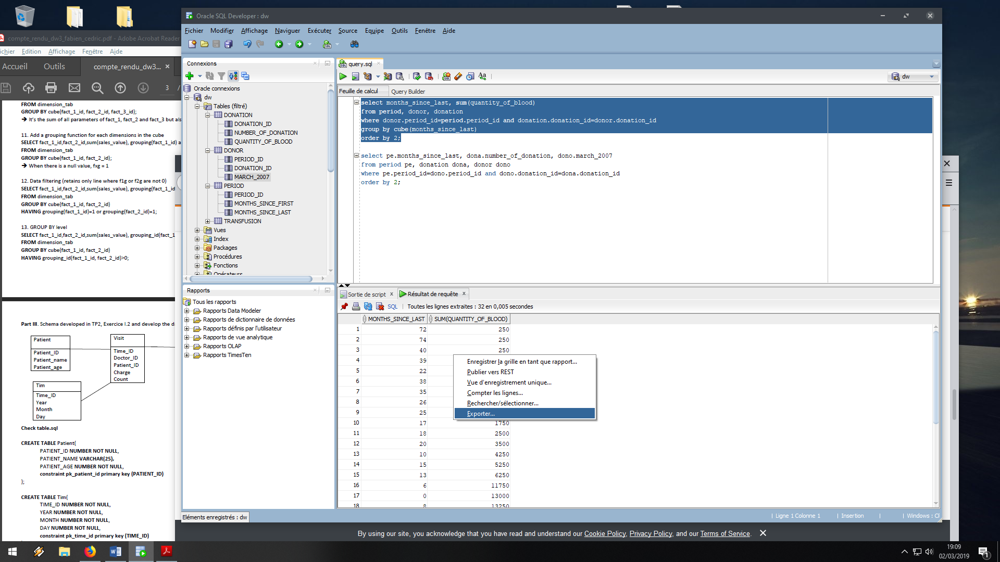 Oracle SQL Developer : dw
Fichier Modifier Affichage Naviguer Exécuter Source Equipe Outils Fenêtre Aide
compte_rendu_dw3_fabien_cedric.pdf - Adobe Acrobat Reader
ichier Edition Affichage Fenêtre Aide
Accueil Outils compte_rendu_dw3... ×
3 /
FROM dimension_tab
GROUP BY cube(fact_1_id, fact_2_id, fact_3_id);
➔ It's the sum of all parameters of fact_1, fact_2 and fact_3 but als
11. Add a grouping function for each dimensions in the cube
SELECT fact_1_id,fact_2_id,sum(sales_value), grouping(fact_1_id) a
FROM dimension_tab
GROUP BY cube(fact_1_id, fact_2_id);
➔ When there is a null value, fxg = 1
12. Data filtering (retains only line where f1g or f2g are not 0)
SELECT fact_1_id,fact_2_id,sum(sales_value), grouping(fact_1_id
FROM dimension_tab
GROUP BY cube(fact_1_id, fact_2_id)
HAVING grouping(fact_1_id)=1 or grouping(fact_2_id)=1;
13. GROUP BY level
SELECT fact_1_id,fact_2_id,sum(sales_value), grouping_id(fact_1
FROM dimension_tab
GROUP BY cube(fact_1_id, fact_2_id)
HAVING grouping_id(fact_1_id, fact_2_id)>0;
Part III. Schema developed in TP2, Exercice I.2 and develop the d
Patient
Patient_ID
Patient_name
Patient_age
Visit
Time_ID
Doctor_ID
Patient_ID
Charge
Count
Tim
Time_ID
Year
Month
Day
Check table.sql
CREATE TABLE Patient(
PATIENT_ID NUMBER NOT NULL,
PATIENT_NAME VARCHAR(25),
PATIENT_AGE NUMBER NOT NULL,
constraint pk_patient_id primary key (PATIENT_ID)
);
CREATE TABLE Tim(
TIME_ID NUMBER NOT NULL,
YEAR NUMBER NOT NULL,
MONTH NUMBER NOT NULL,
DAY NUMBER NOT NULL,
constraint pk_time_id primary key (TIME_ID)
Connexions
Oracle connexions
dw
Tables (filtré)
DONATION
DONATION_ID
NUMBER_OF_DONATION
QUANTITY_OF_BLOOD
DONOR
PERIOD_ID
DONATION_ID
MARCH_2007
PERIOD
PERIOD_ID
MONTHS_SINCE_FIRST
MONTHS_SINCE_LAST
TRANSFUSION
Vues
Index
Packages
Procédures
Fonctions
Opérateurs
Rapports
Tous les rapports
Rapports Data Modeler
Rapports de dictionnaire de données
Rapports définis par l'utilisateur
Rapports de vue analytique
Rapports OLAP
Rapports TimesTen
query.sql
dw
Feuille de calcul Query Builder
select months_since_last, sum(quantity_of_blood)
from period, donor, donation
where donor.period_id=period.period_id and donation.donation_id=donor.donation_id
group by cube(months_since_last)
order by 2;
select pe.months_since_last, dona.number_of_donation, dono.march_2007
from period pe, donation dona, donor dono
where pe.period_id=dono.period_id and dono.donation_id=dona.donation_id
order by 2;
Sortie de script × Résultat de requête ×
SQL | Toutes les lignes extraites : 32 en 0,005 secondes
MONTHS_SINCE_LAST SUM(QUANTITY_OF_BLOOD)
1 72 250
2 74 250
3 40 250
4 39
5 22
6 38
7 35
8 26
9 25
10 17 1750
11 18 2500
12 20 3500
13 10 4250
14 15 5250
15 13 6250
16 6 11750
17 0 13000
18 8 13250
Enregistrer la grille en tant que rapport...
Publier vers REST
Vue d'enregistrement unique...
Compter les lignes...
Rechercher/sélectionner...
Exporter...
Eléments enregistrés : dw
| Ligne 1 Colonne 1 | Insertion | | Windows : CF
By using our site, you acknowledge that you have read and understand our Cookie Policy, Privacy Policy, and our Terms of Service. ×
19:09
02/03/2019
1